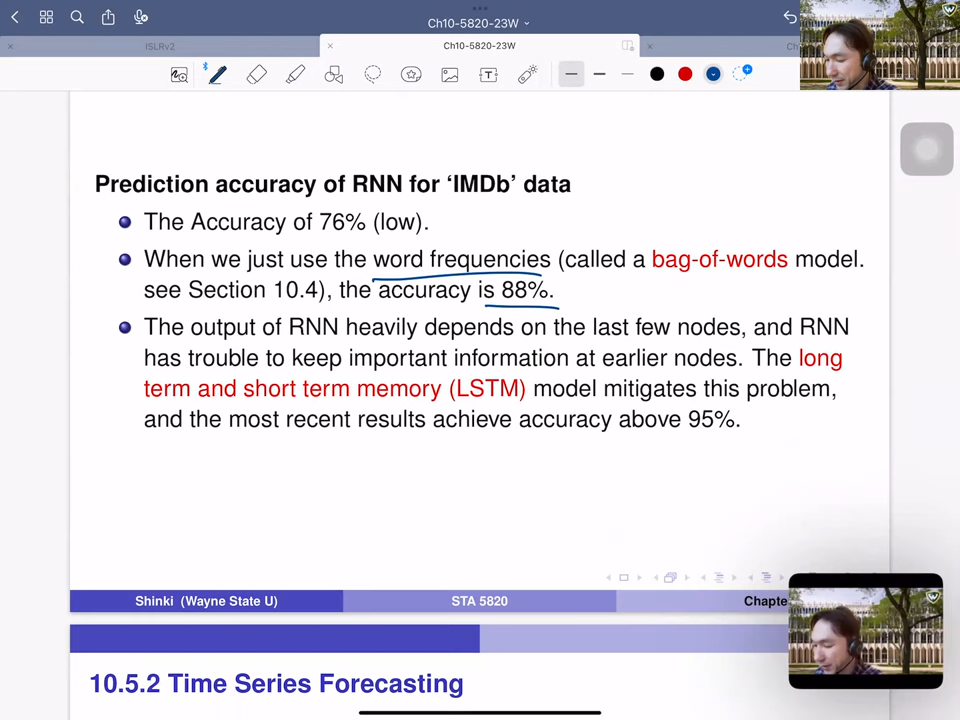 Ch10-5820-23W
ISLRv2
Ch10-5820-23W
Prediction accuracy of RNN for ‘IMDb’ data
The Accuracy of 76% (low).
When we just use the word frequencies (called a bag-of-words model.
see Section 10.4), the accuracy is 88%.
The output of RNN heavily depends on the last few nodes, and RNN
has trouble to keep important information at earlier nodes. The long
term and short term memory (LSTM) model mitigates this problem,
and the most recent results achieve accuracy above 95%.
Shinki (Wayne State U)
STA 5820
Chapte
10.5.2 Time Series Forecasting